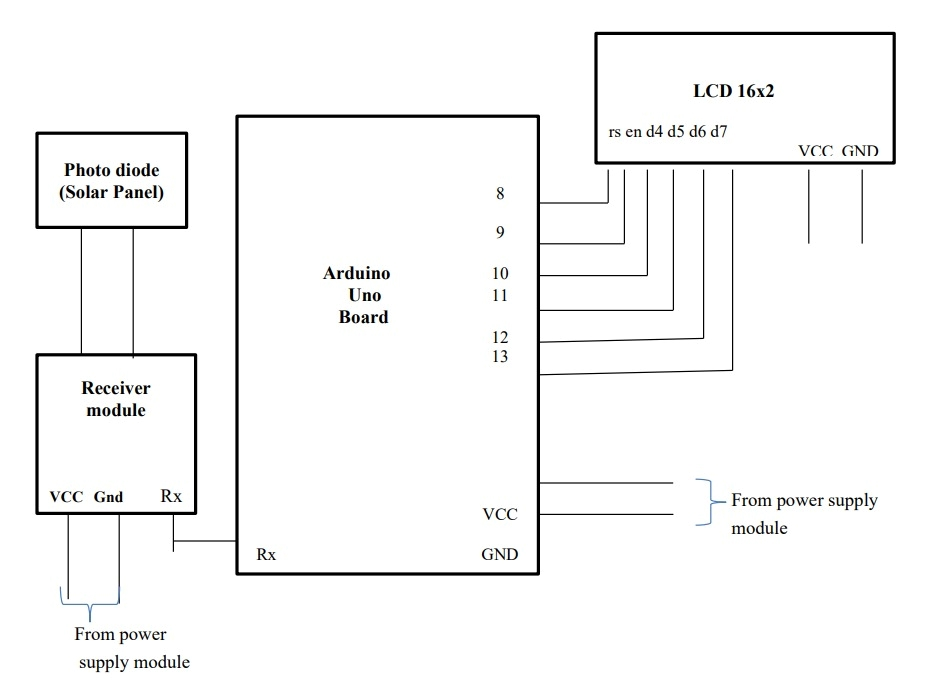 LCD 16x2
rs en d4 d5 d6 d7
VCC GND
Photo diode
(Solar Panel)
8
9
Arduino
Uno
Board
10
11
12
13
Receiver
module
VCC Gnd Rx
From power supply
module
VCC
Rx
GND
From power
supply module